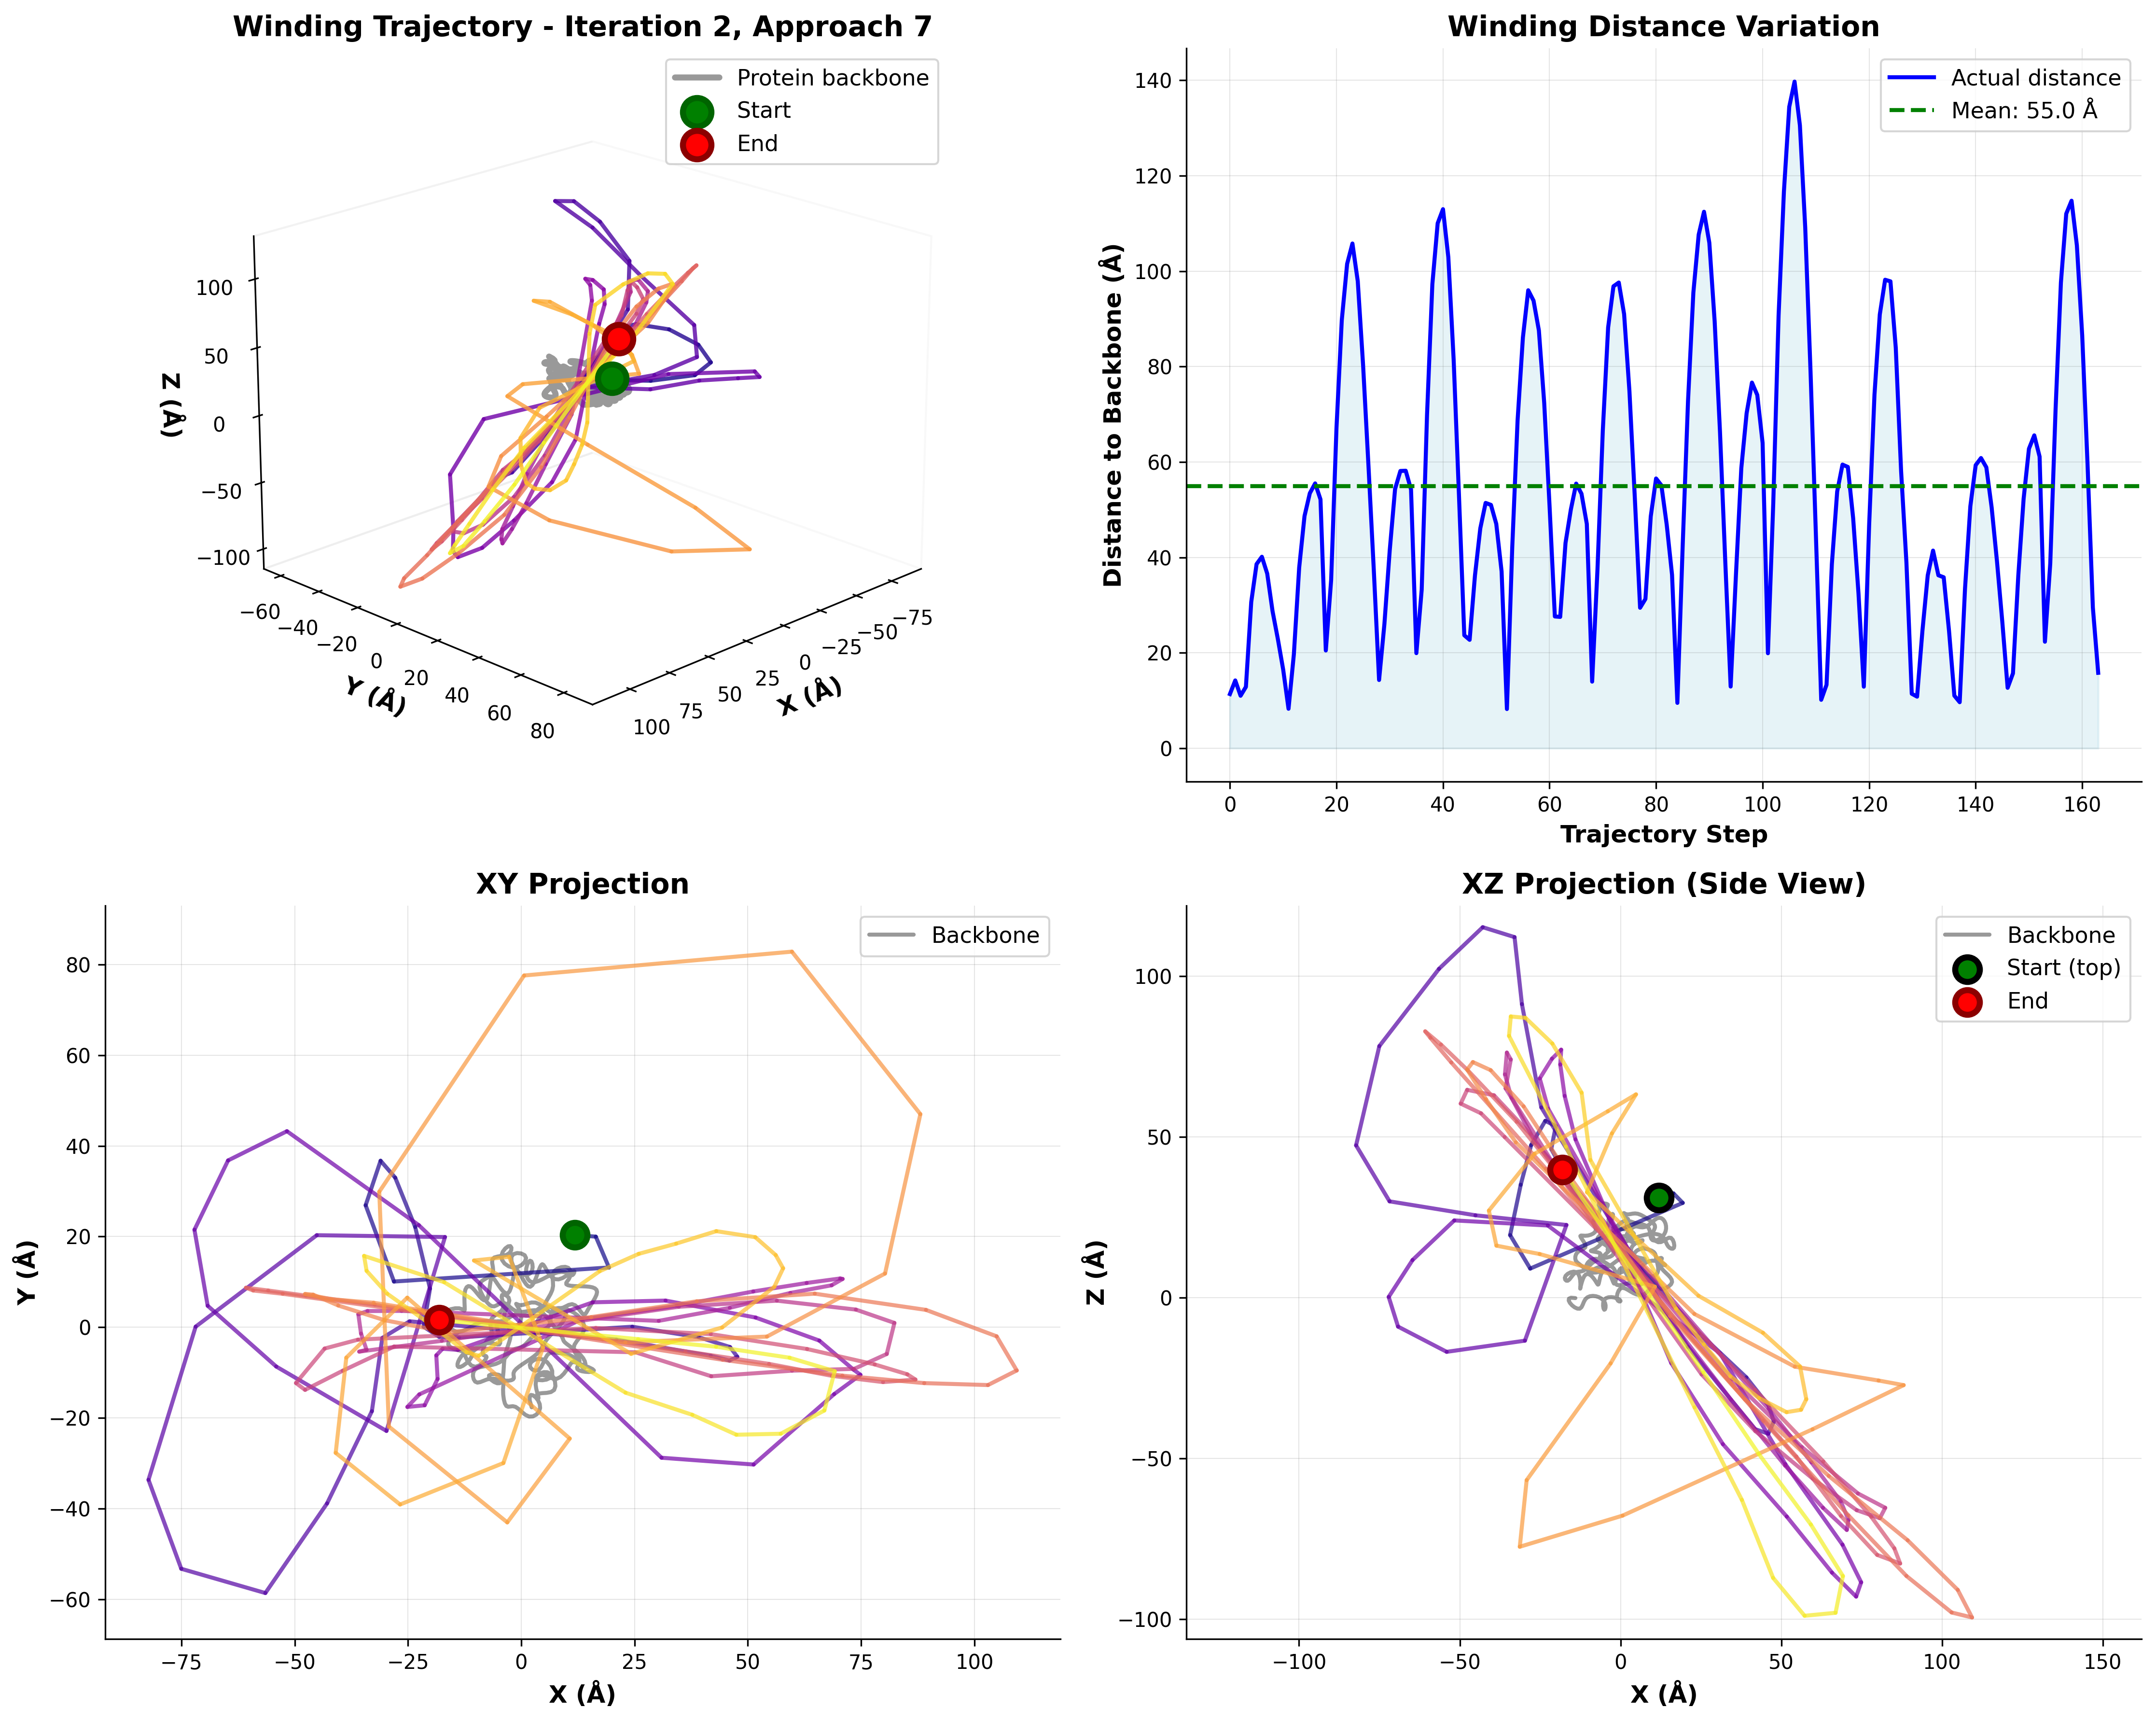 Winding Trajectory - Iteration 2, Approach 7
Protein backbone
Start
End
100
50
0
−50
−100
Z (Å)
−60
−40
−20
0
20
40
60
80
Y (Å)
100
75
50
25
0
−25
−50
−75
X (Å)
Winding Distance Variation
Actual distance
Mean: 55.0 Å
140
120
100
80
60
40
20
0
Distance to Backbone (Å)
0 20 40 60 80 100 120 140 160
Trajectory Step
XY Projection
Backbone
80
60
40
20
0
−20
−40
−60
Y (Å)
−75 −50 −25 0 25 50 75 100
X (Å)
XZ Projection (Side View)
Backbone
Start (top)
End
100
50
0
−50
−100
Z (Å)
−100 −50 0 50 100 150
X (Å)